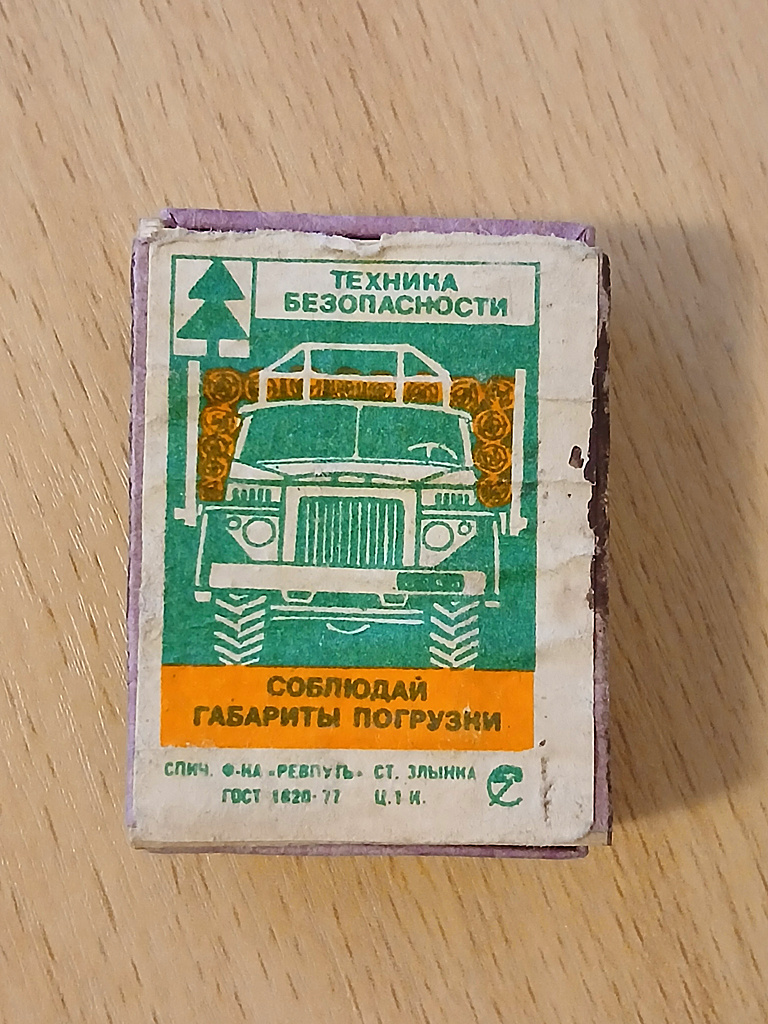 ТЕХНИКА
БЕЗОПАСНОСТИ
СОБЛЮДАЙ
ГАБАРИТЫ ПОГРУЗКИ
СПИЧ. Ф-КА «РЕВПУТЬ» СТ. ЗЛЫНКА
ГОСТ 1820-77 Ц. 1 К.